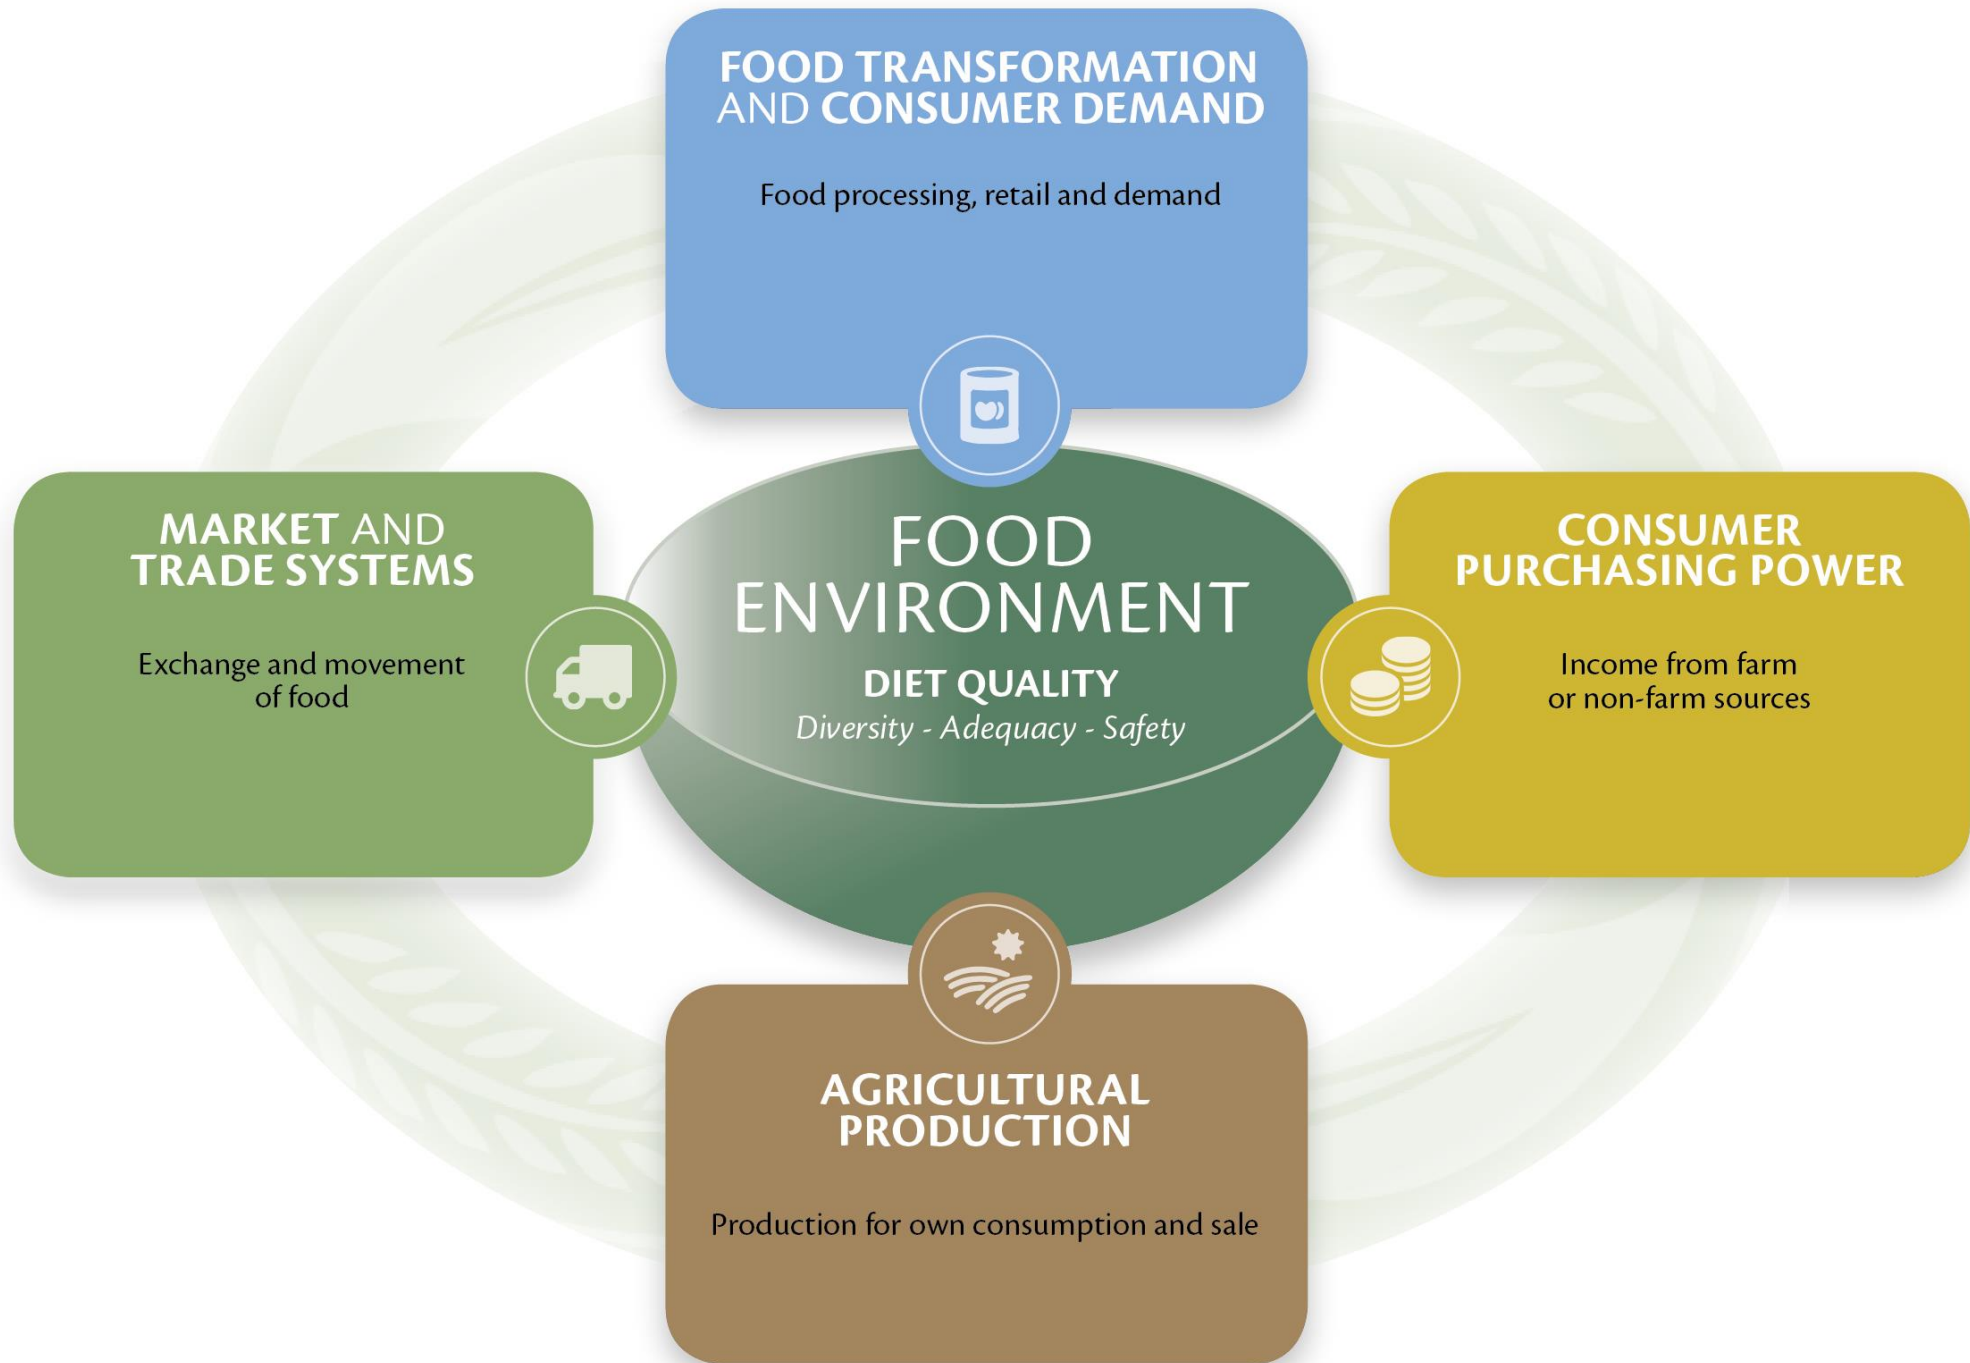 FOOD TRANSFORMATION
AND CONSUMER DEMAND
Food processing, retail and demand
MARKET AND
TRADE SYSTEMS
Exchange and movement
of food
FOOD
ENVIRONMENT
DIET QUALITY
Diversity - Adequacy - Safety
CONSUMER
PURCHASING POWER
Income from farm
or non-farm sources
AGRICULTURAL
PRODUCTION
Production for own consumption and sale